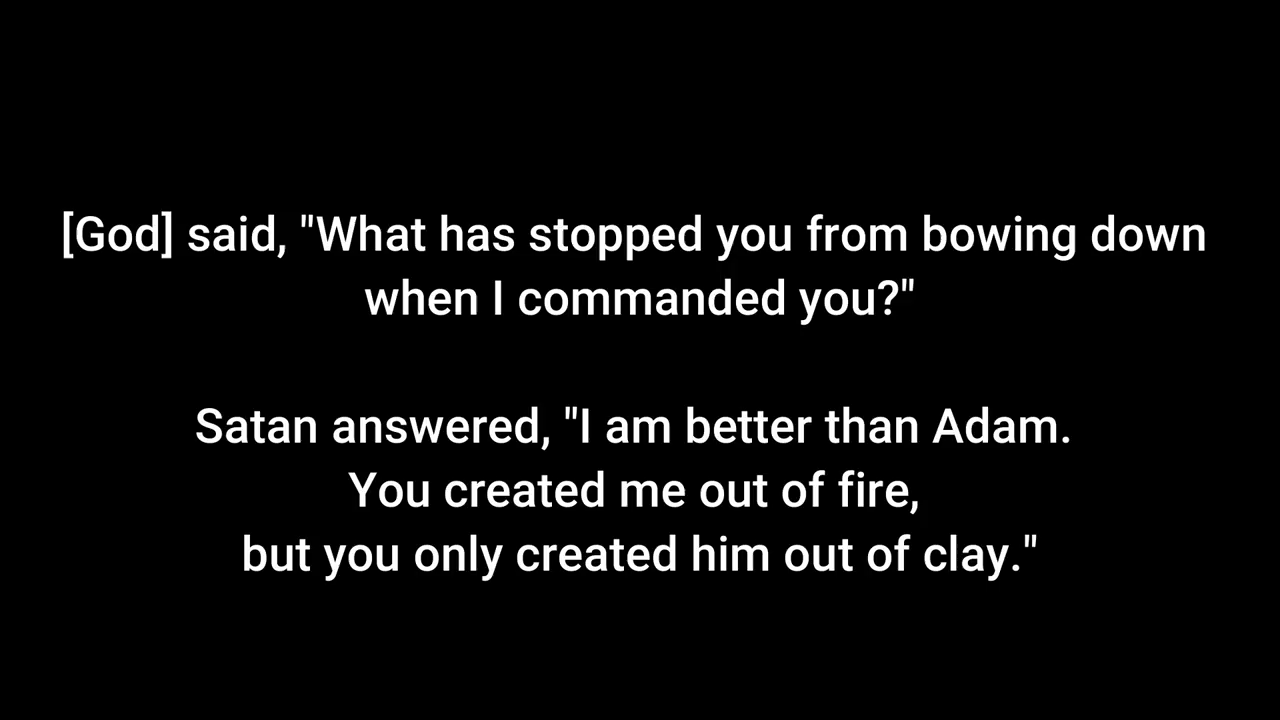 [God] said, "What has stopped you from bowing down
when I commanded you?"
Satan answered, "I am better than Adam.
You created me out of fire,
but you only created him out of clay."